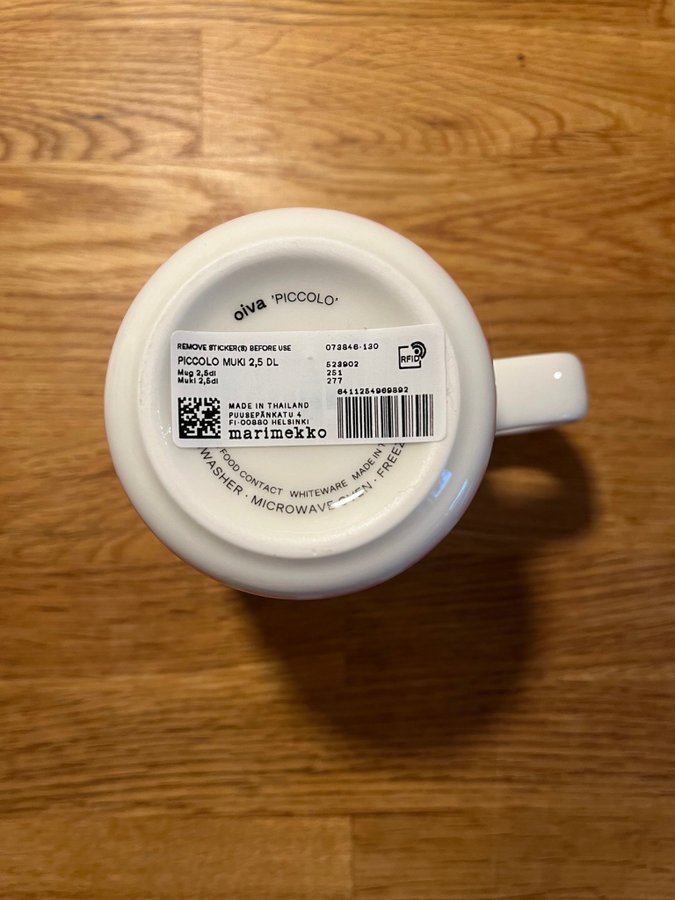 oiva 'PICCOLO'
REMOVE STICKER(S) BEFORE USE 073846-130
PICCOLO MUKI 2,5 DL 523902
Mug 2,5dl 251
Muki 2,5dl 277
RFID
6411254969892
MADE IN THAILAND
PUUSEPÄNKATU 4
FI-00880 HELSINKI
marimekko
FOOD CONTACT WHITEWARE MADE IN
WASHER · MICROWAVE OVEN ·